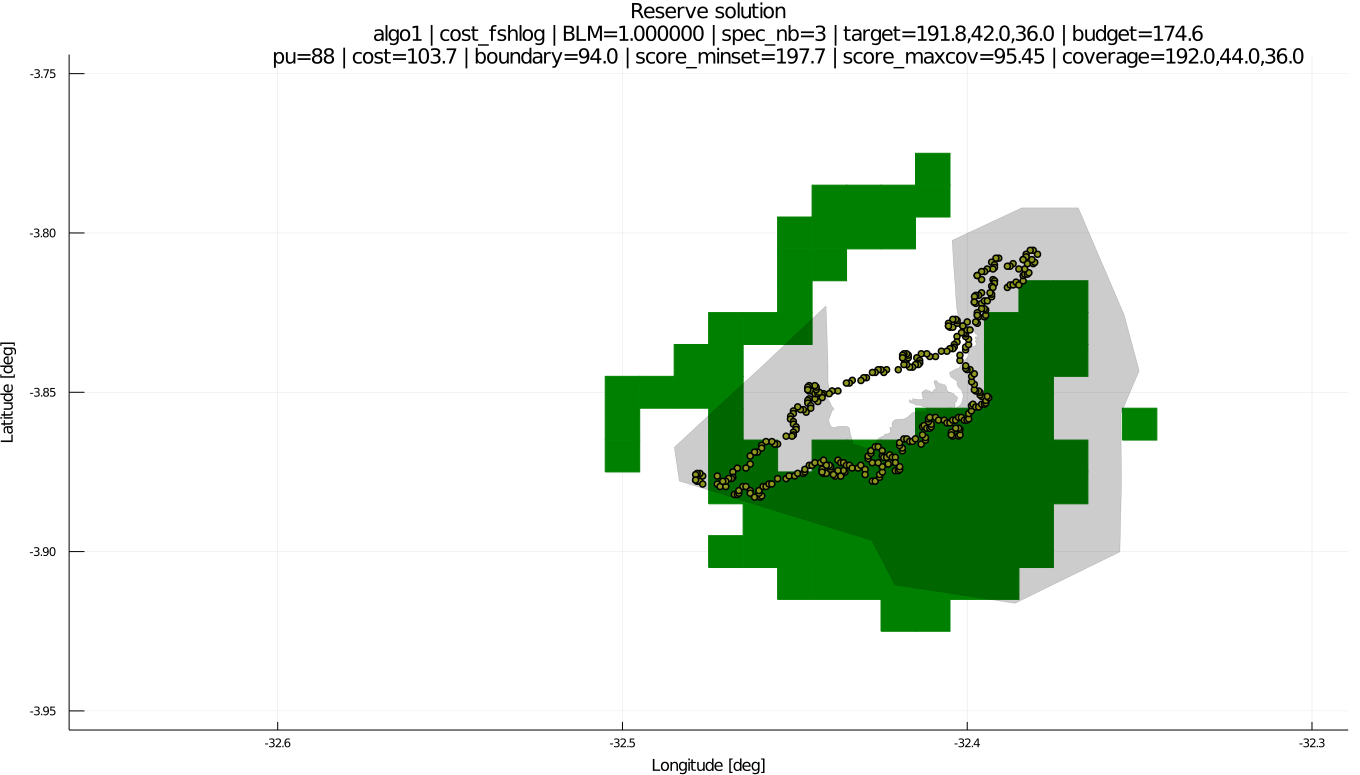 Reserve solution
algo1 | cost_fshlog | BLM=1.000000 | spec_nb=3 | target=191.8,42.0,36.0 | budget=174.6
pu=88 | cost=103.7 | boundary=94.0 | score_minset=197.7 | score_maxcov=95.45 | coverage=192.0,44.0,36.0
-3.75
-3.80
-3.85
-3.90
-3.95
Latitude [deg]
-32.6 -32.5 -32.4 -32.3
Longitude [deg]